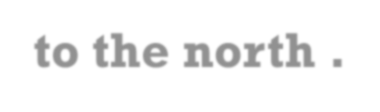 to the north .